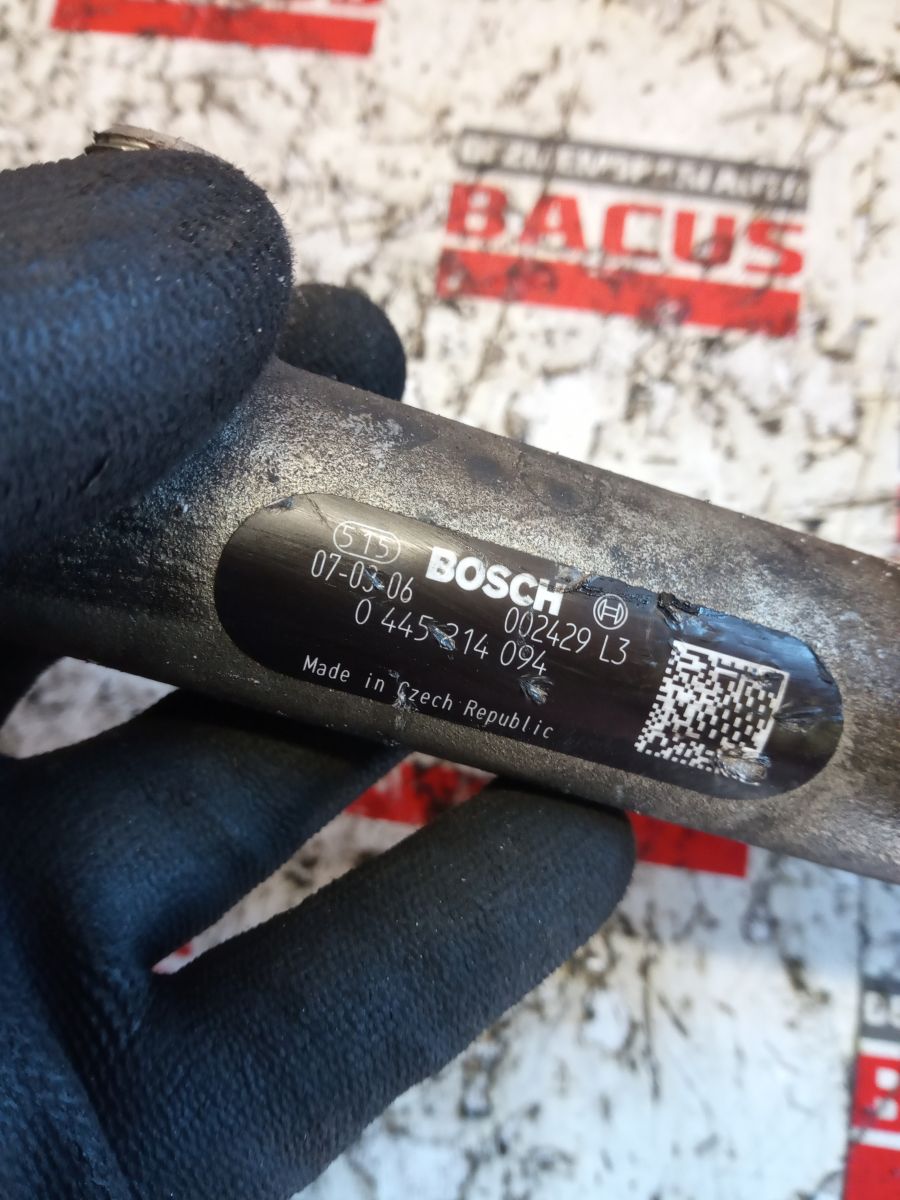 BACUS
515
BOSCH
07-03-06
002429 L3
0 445 214 094
Made in Czech Republic